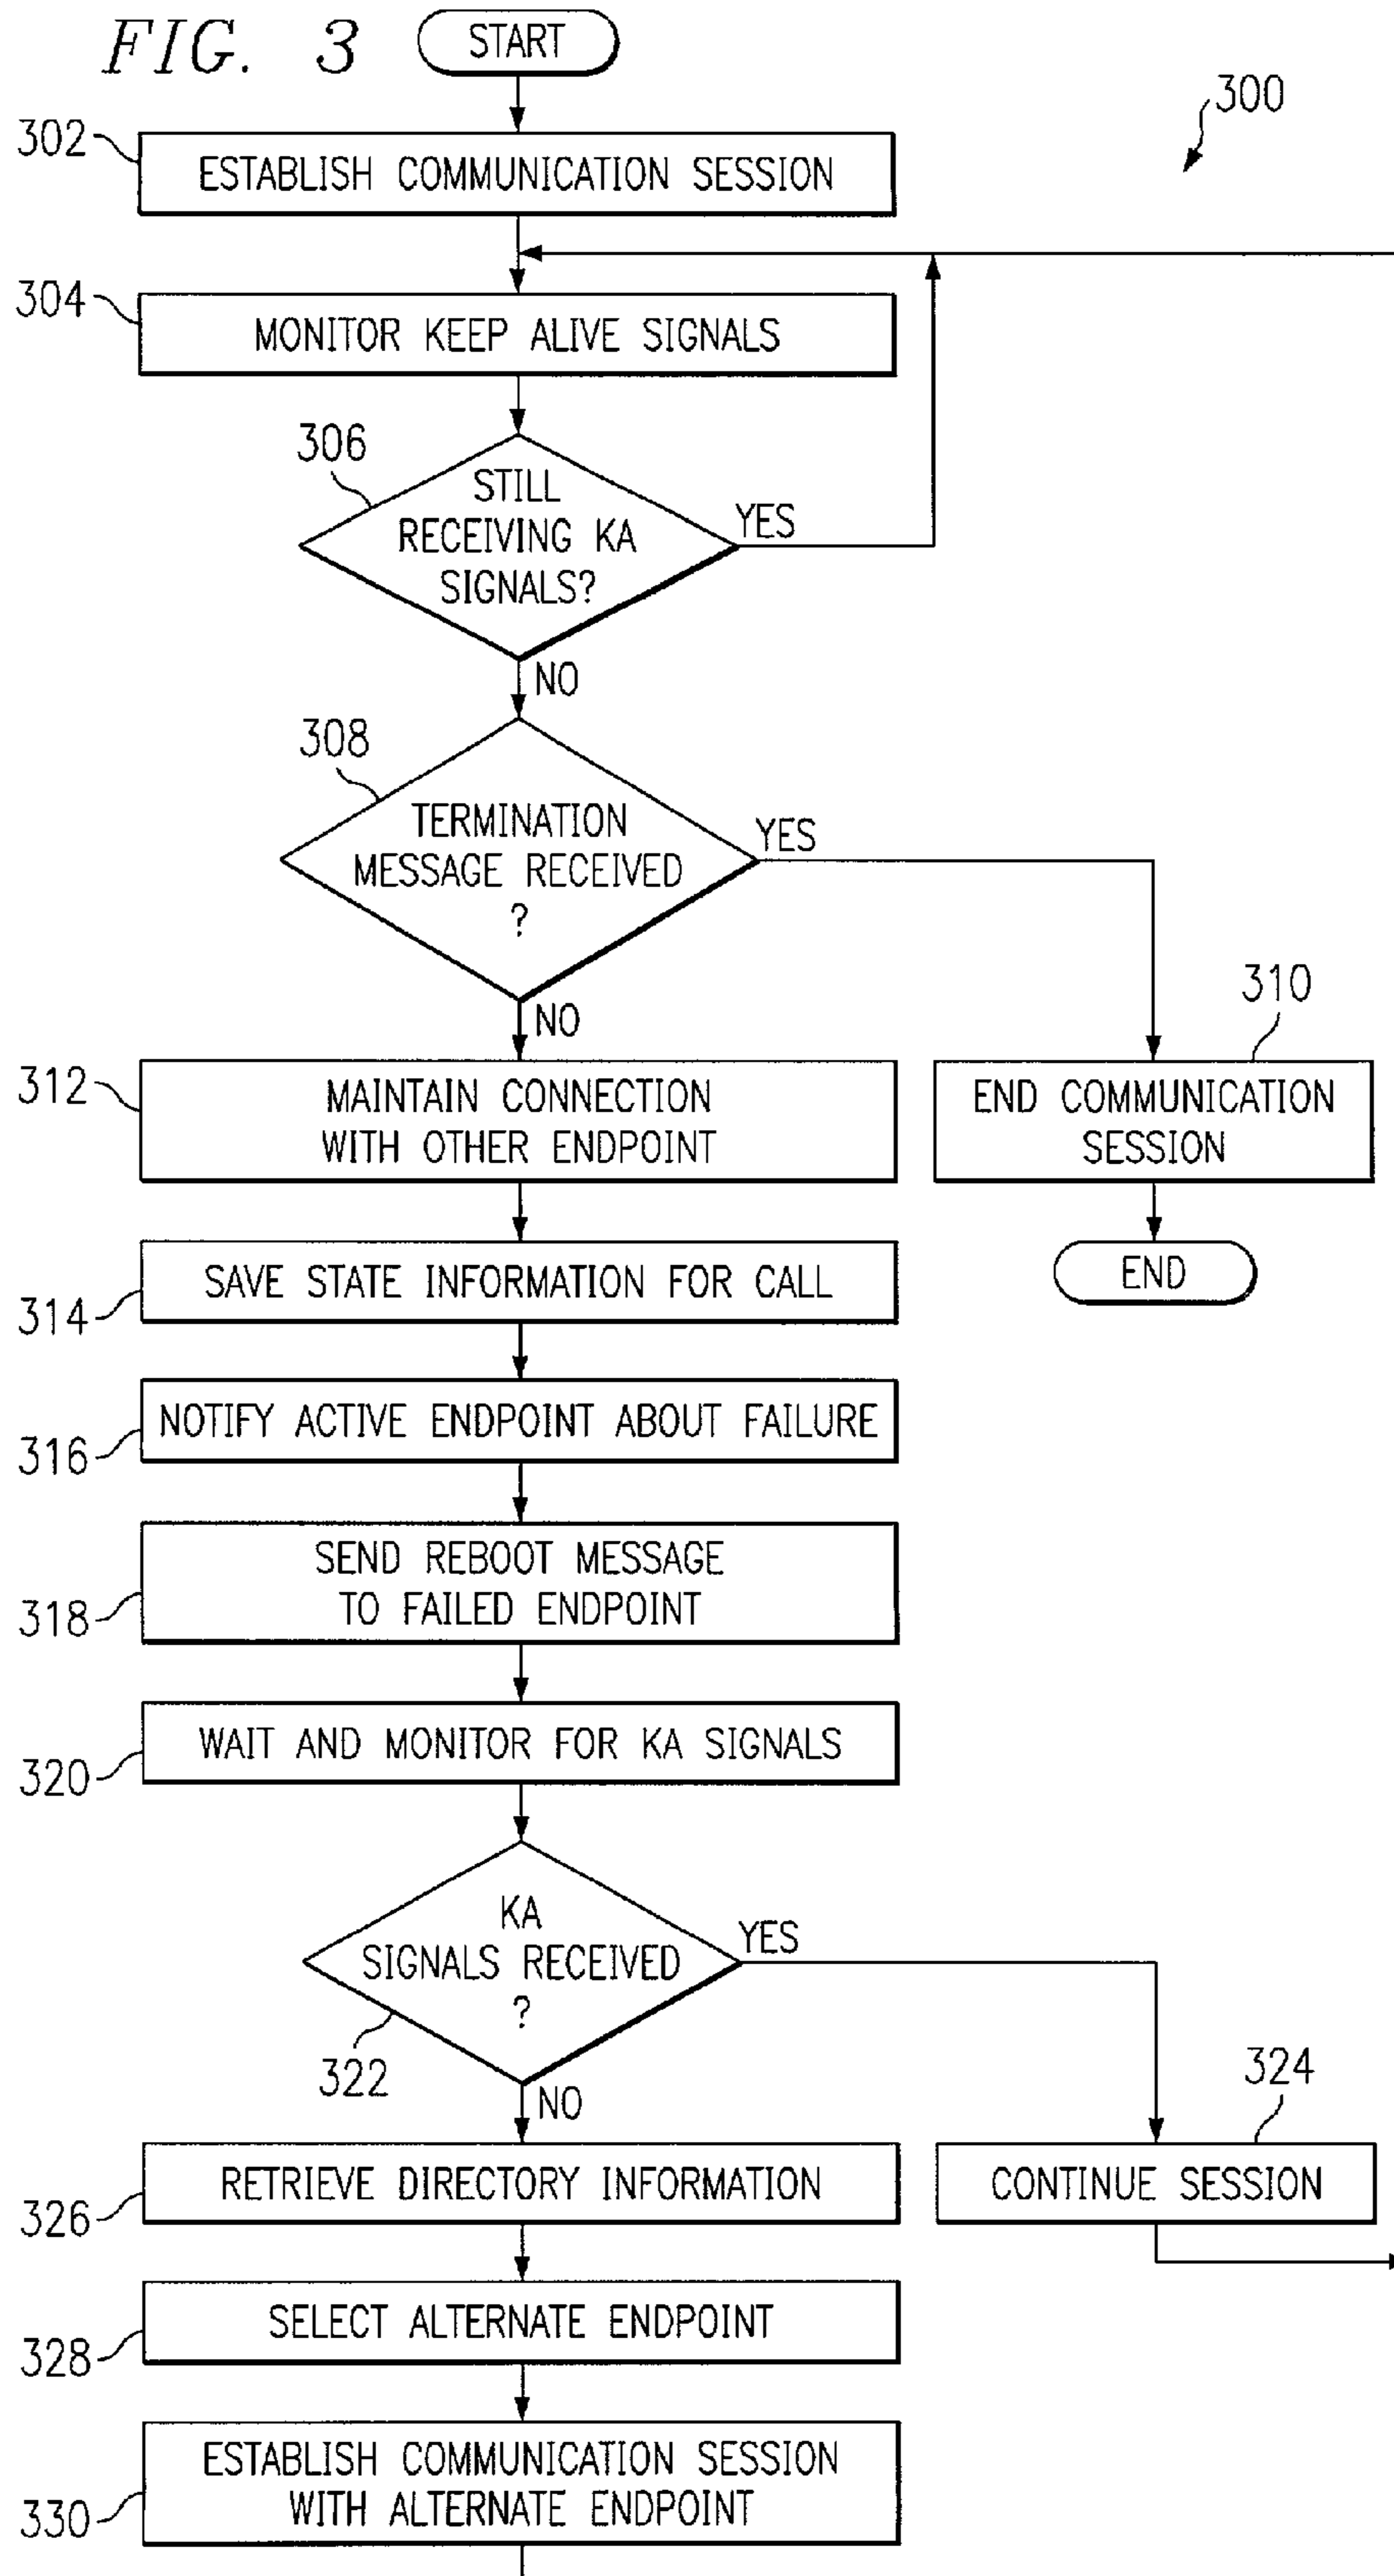 FIG. 3
START
300
302
ESTABLISH COMMUNICATION SESSION
304
MONITOR KEEP ALIVE SIGNALS
306
STILL
RECEIVING KA
SIGNALS?
YES
NO
308
TERMINATION
MESSAGE RECEIVED
?
YES
NO
310
312
MAINTAIN CONNECTION
WITH OTHER ENDPOINT
END COMMUNICATION
SESSION
314
SAVE STATE INFORMATION FOR CALL
END
316
NOTIFY ACTIVE ENDPOINT ABOUT FAILURE
318
SEND REBOOT MESSAGE
TO FAILED ENDPOINT
320
WAIT AND MONITOR FOR KA SIGNALS
KA
SIGNALS RECEIVED
?
YES
322
NO
324
326
RETRIEVE DIRECTORY INFORMATION
CONTINUE SESSION
328
SELECT ALTERNATE ENDPOINT
330
ESTABLISH COMMUNICATION SESSION
WITH ALTERNATE ENDPOINT